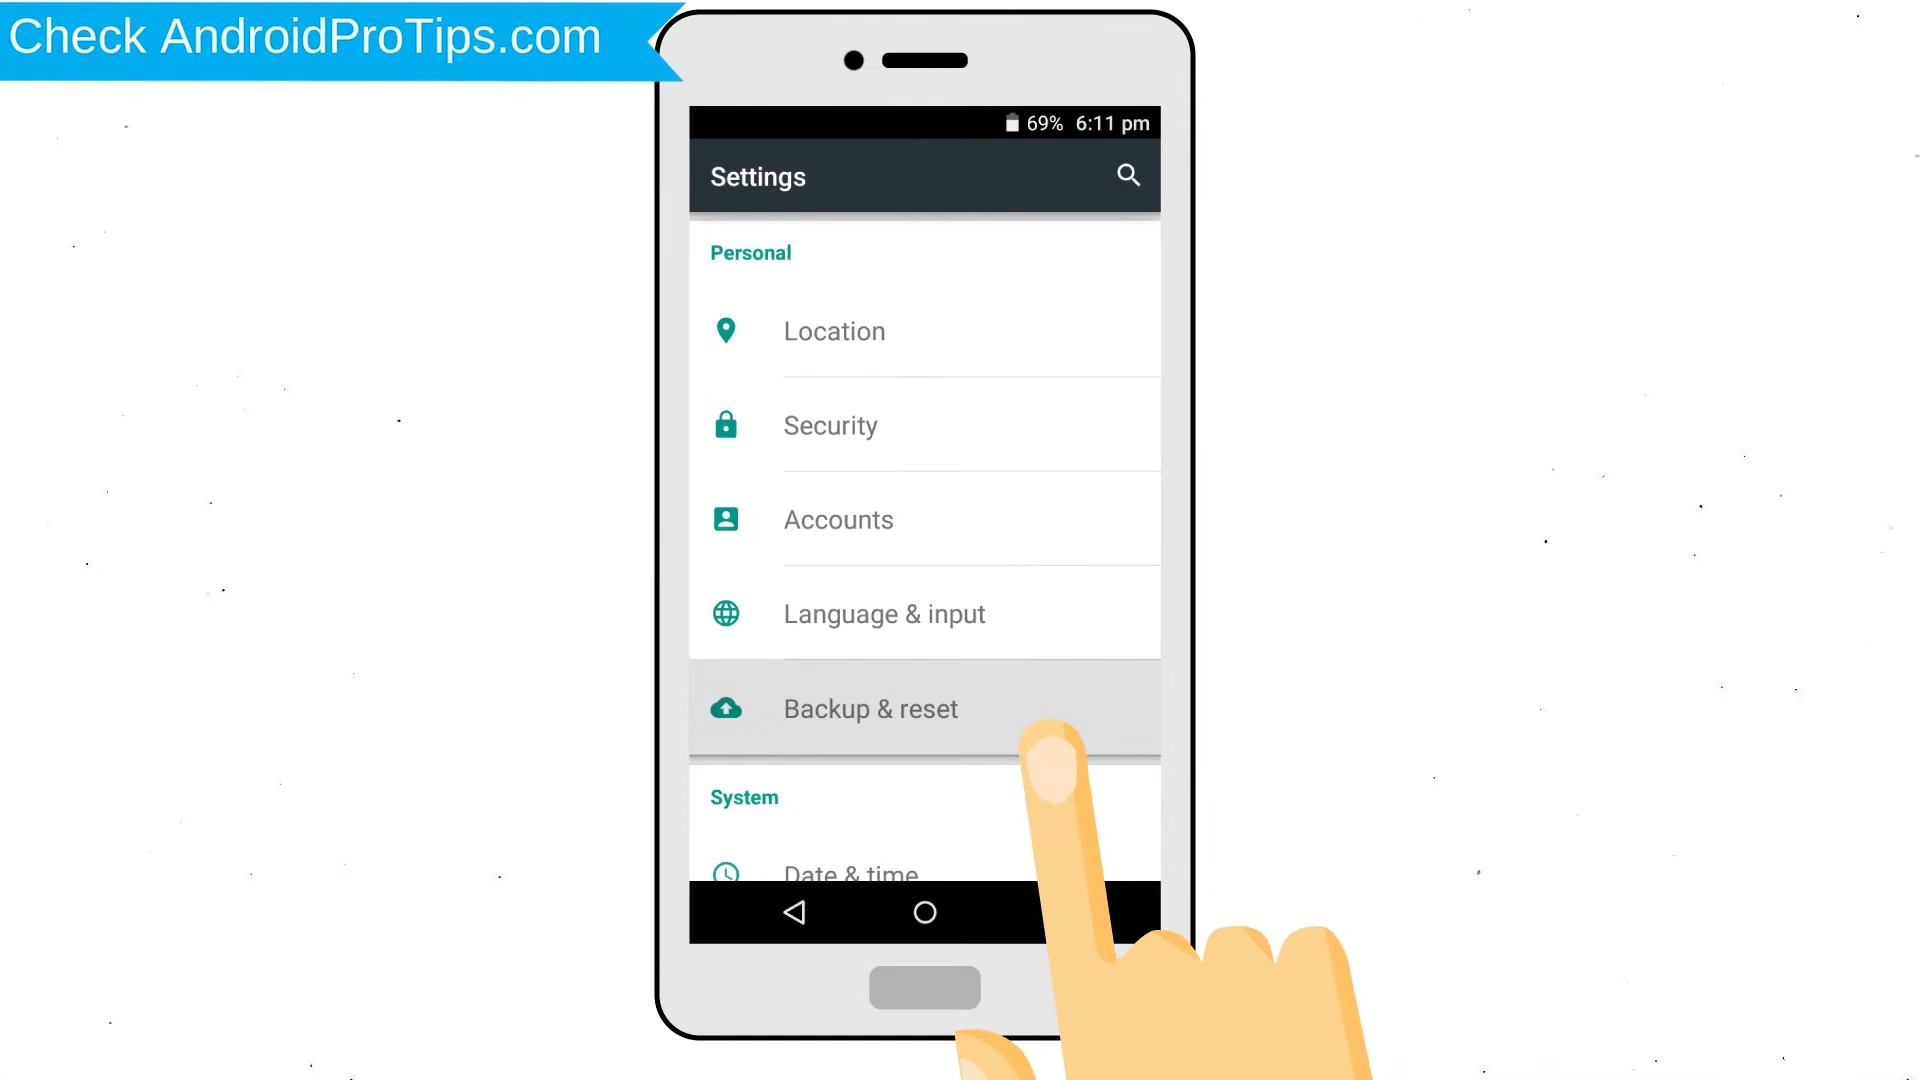 Check AndroidProTips.com
69% 6:11 pm
Settings
Personal
Location
Security
Accounts
Language & input
Backup & reset
System
Date & time